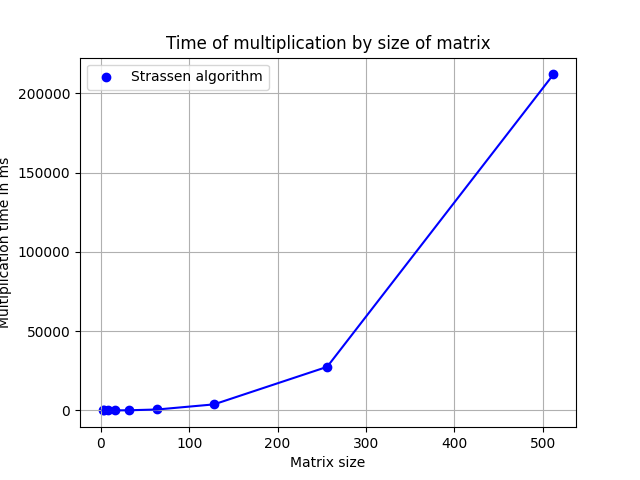 Time of multiplication by size of matrix
Strassen algorithm
200000
150000
100000
50000
0
Multiplication time in ms
0 100 200 300 400 500
Matrix size